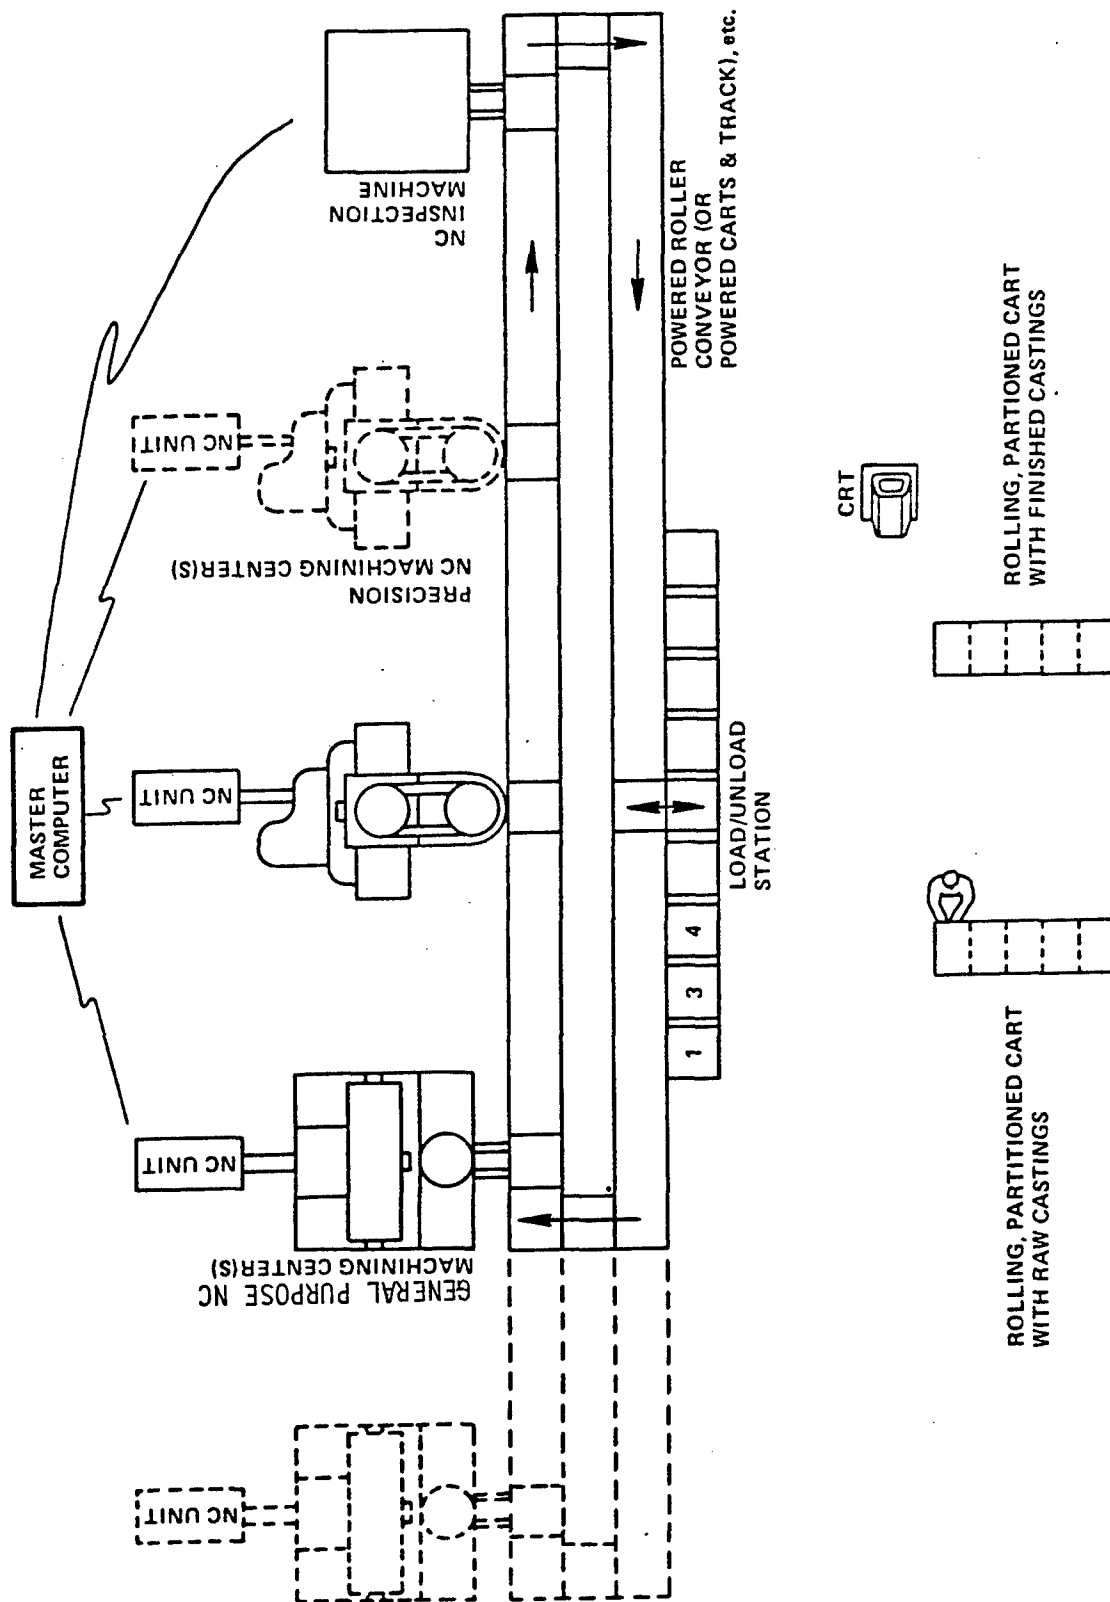 MASTER
COMPUTER
NC UNIT
NC UNIT
NC UNIT
NC UNIT
GENERAL PURPOSE NC
MACHINING CENTER(S)
PRECISION
NC MACHINING CENTER(S)
NC
INSPECTION
MACHINE
1
3
4
LOAD/UNLOAD
STATION
POWERED ROLLER
CONVEYOR (OR
POWERED CARTS & TRACK), etc.
CRT
ROLLING, PARTITIONED CART
WITH RAW CASTINGS
ROLLING, PARTIONED CART
WITH FINISHED CASTINGS